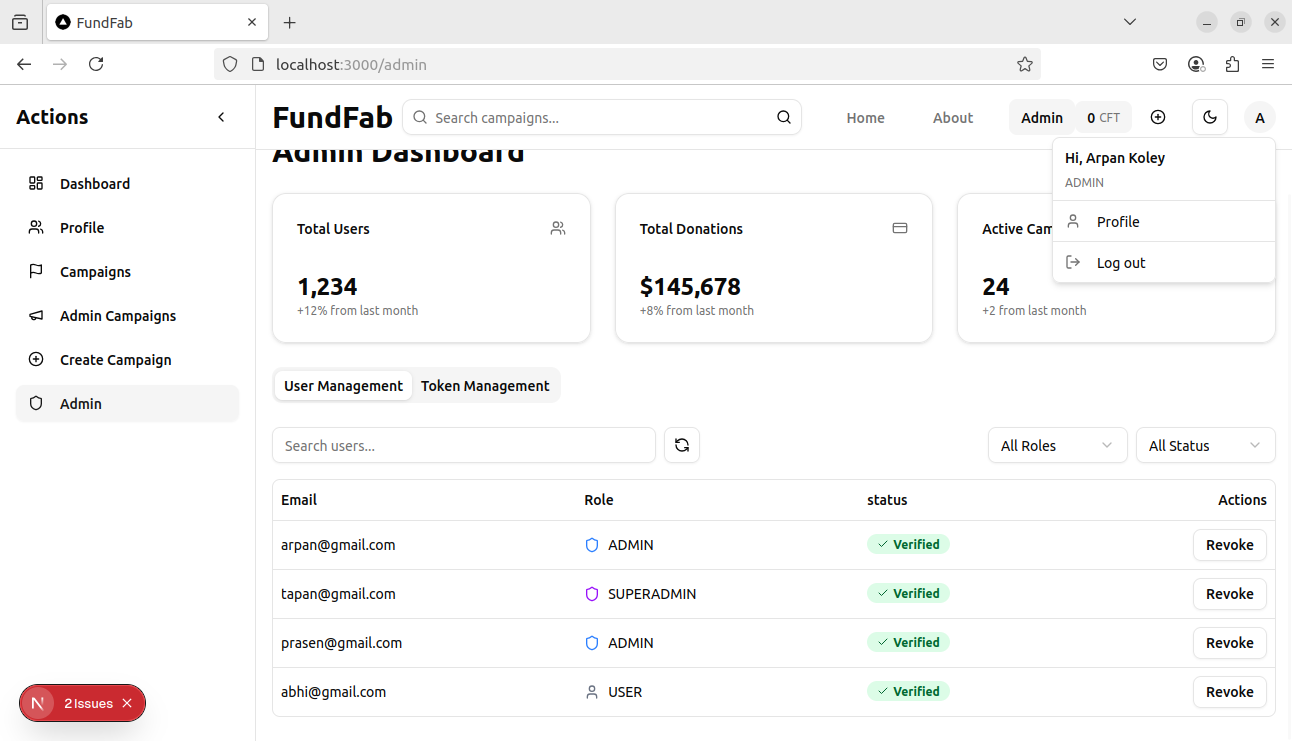 FundFab
localhost:3000/admin
Actions
FundFab
Search campaigns...
Home
About
Admin
0 CFT
A
Hi, Arpan Koley
ADMIN
Profile
Log out
Dashboard
Profile
Campaigns
Admin Campaigns
Create Campaign
Admin
Admin Dashboard
Total Users
1,234
+12% from last month
Total Donations
$145,678
+8% from last month
Active Cam
24
+2 from last month
User Management
Token Management
Search users...
All Roles
All Status
Email Role status Actions
arpan@gmail.com ADMIN Verified Revoke
tapan@gmail.com SUPERADMIN Verified Revoke
prasen@gmail.com ADMIN Verified Revoke
abhi@gmail.com USER Verified Revoke
N 2 Issues